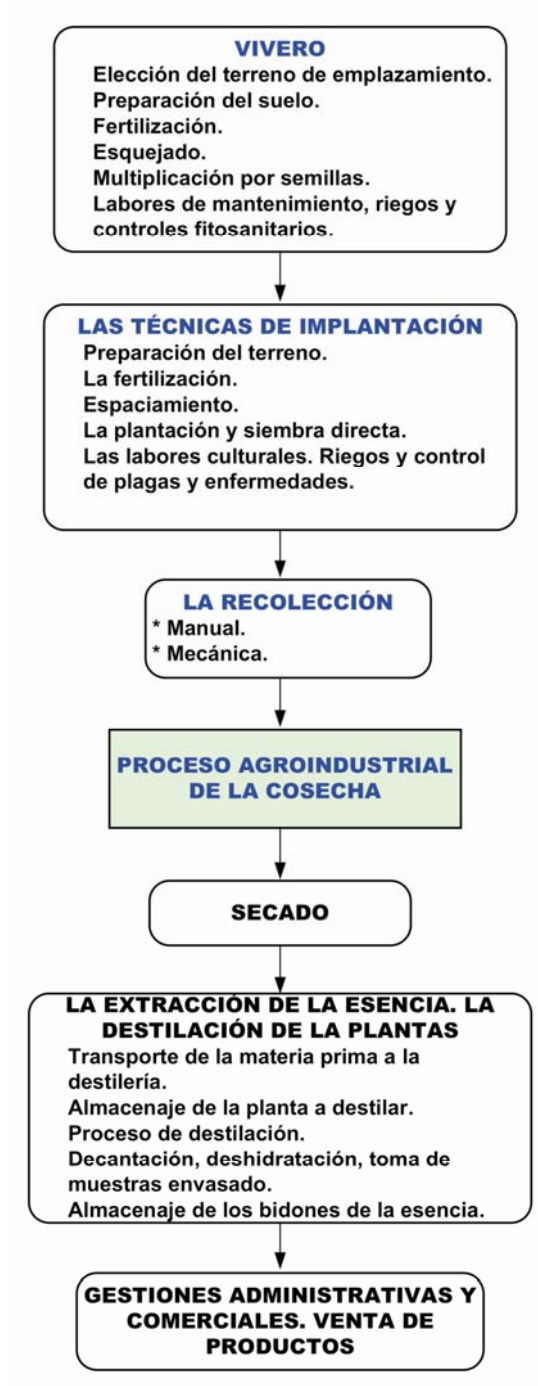 VIVERO
Elección del terreno de emplazamiento.
Preparación del suelo.
Fertilización.
Esquejado.
Multiplicación por semillas.
Labores de mantenimiento, riegos y
controles fitosanitarios.
LAS TÉCNICAS DE IMPLANTACIÓN
Preparación del terreno.
La fertilización.
Espaciamiento.
La plantación y siembra directa.
Las labores culturales. Riegos y control
de plagas y enfermedades.
LA RECOLECCIÓN
* Manual.
* Mecánica.
PROCESO AGROINDUSTRIAL
DE LA COSECHA
SECADO
LA EXTRACCIÓN DE LA ESENCIA. LA
DESTILACIÓN DE LA PLANTAS
Transporte de la materia prima a la
destilería.
Almacenaje de la planta a destilar.
Proceso de destilación.
Decantación, deshidratación, toma de
muestras envasado.
Almacenaje de los bidones de la esencia.
GESTIONES ADMINISTRATIVAS Y
COMERCIALES. VENTA DE
PRODUCTOS